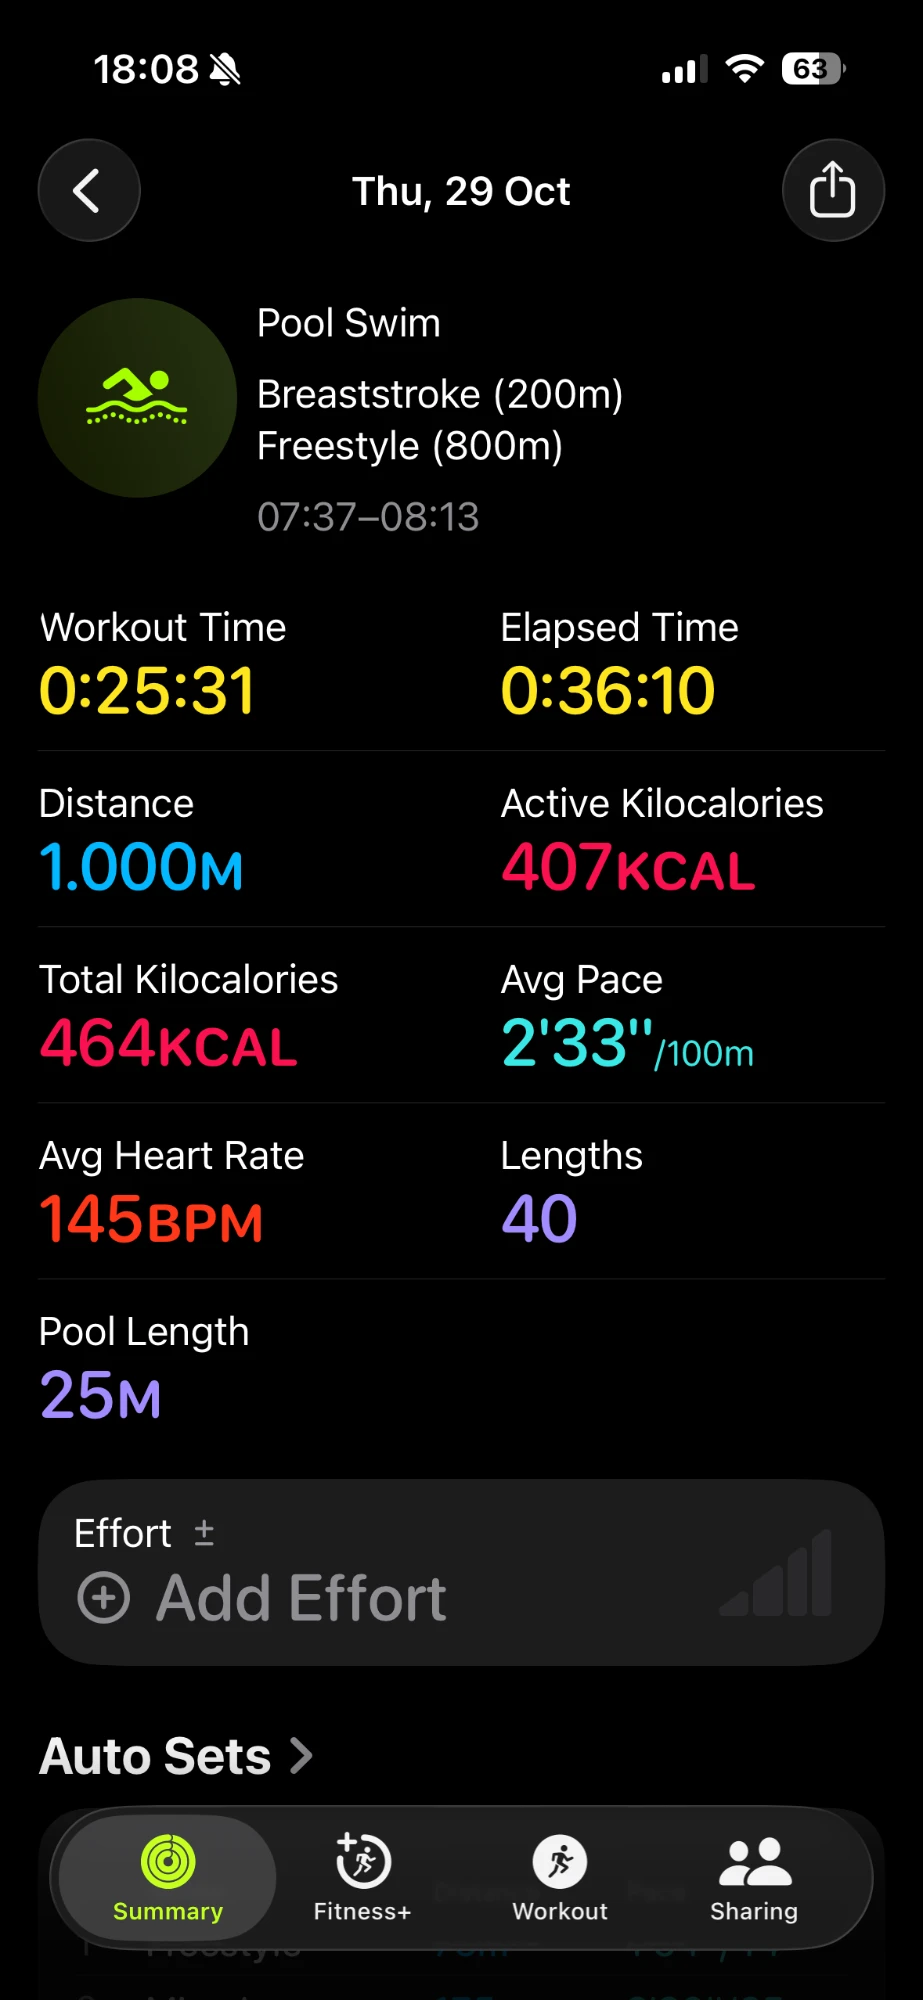 18:08
63
Thu, 29 Oct
Pool Swim
Breaststroke (200m)
Freestyle (800m)
07:37–08:13
Workout Time
0:25:31
Elapsed Time
0:36:10
Distance
1.000M
Active Kilocalories
407KCAL
Total Kilocalories
464KCAL
Avg Pace
2'33''/100m
Avg Heart Rate
145BPM
Lengths
40
Pool Length
25M
Effort ±
Add Effort
Auto Sets
Summary
Fitness+
Workout
Sharing